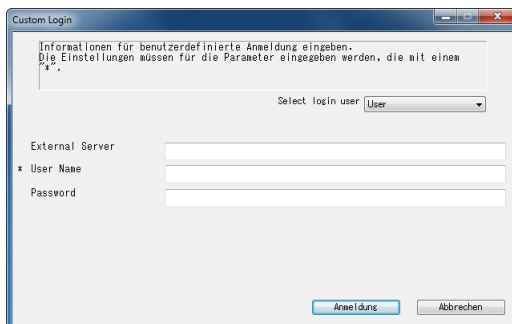 Custom Login
Informationen für benutzerdefinierte Anmeldung eingeben.
Die Einstellungen müssen für die Parameter eingegeben werden, die mit einem
"*".
Select login user User
External Server
* User Name
Password
Anmeldung Abbrechen